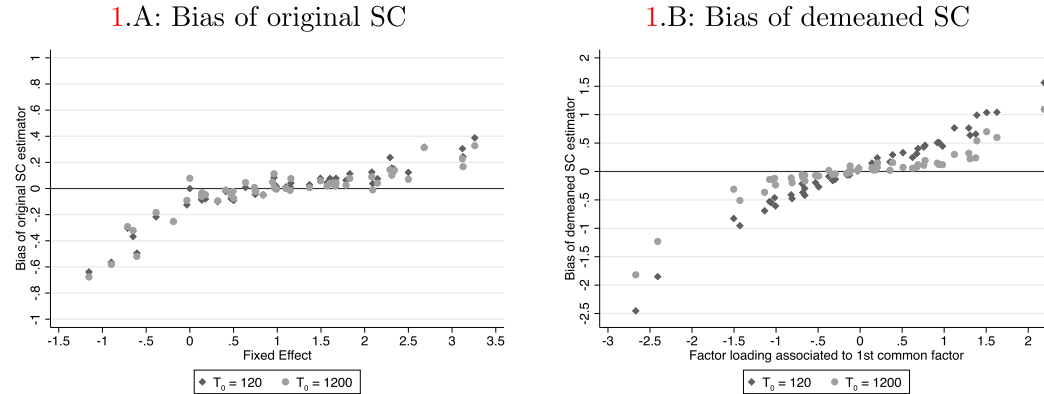 1.A: Bias of original SC
Bias of original SC estimator
1
.8
.6
.4
.2
0
-.2
-.4
-.6
-.8
-1
-1.5 -1 -.5 0 .5 1 1.5 2 2.5 3 3.5
Fixed Effect
T0 = 120 T0 = 1200
1.B: Bias of demeaned SC
Bias of demeaned SC estimator
2
1.5
1
.5
0
-.5
-1
-1.5
-2
-2.5
-3 -2.5 -2 -1.5 -1 -.5 0 .5 1 1.5 2
Factor loading associated to 1st common factor
T0 = 120 T0 = 1200